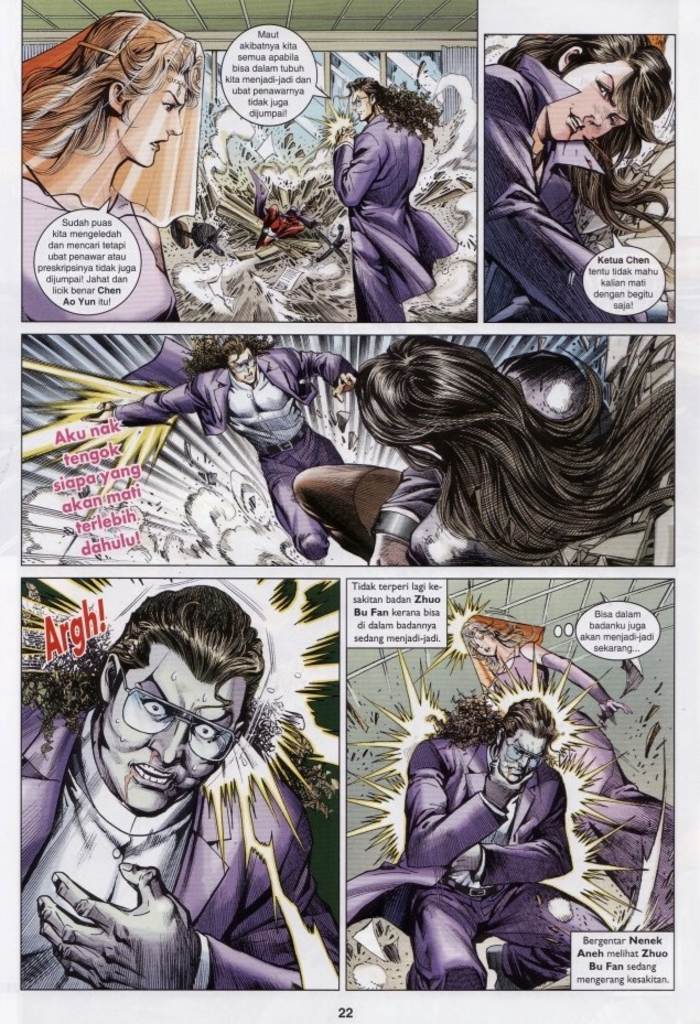 Maut
akibatnya kita
semua apabila
bisa dalam tubuh
kita menjadi-jadi dan
ubat penawarnya
tidak juga
dijumpai!
Sudah puas
kita mengeledah
dan mencari tetapi
ubat penawar atau
preskripsinya tidak juga
dijumpai! Jahat dan
licik benar Chen
Ao Yun itu!
Ketua Chen
tentu tidak mahu
kalian mati
dengan begitu
saja!
Aku nak
tengok
siapa yang
akan mati
terlebih
dahulu!
Argh!
Tidak terperi lagi ke-
sakitan badan Zhuo
Bu Fan kerana bisa
di dalam badannya
sedang menjadi-jadi.
Bisa dalam
badanku juga
akan menjadi-jadi
sekarang...
Bergentar Nenek
Aneh melihat Zhuo
Bu Fan sedang
mengerang kesakitan.
22